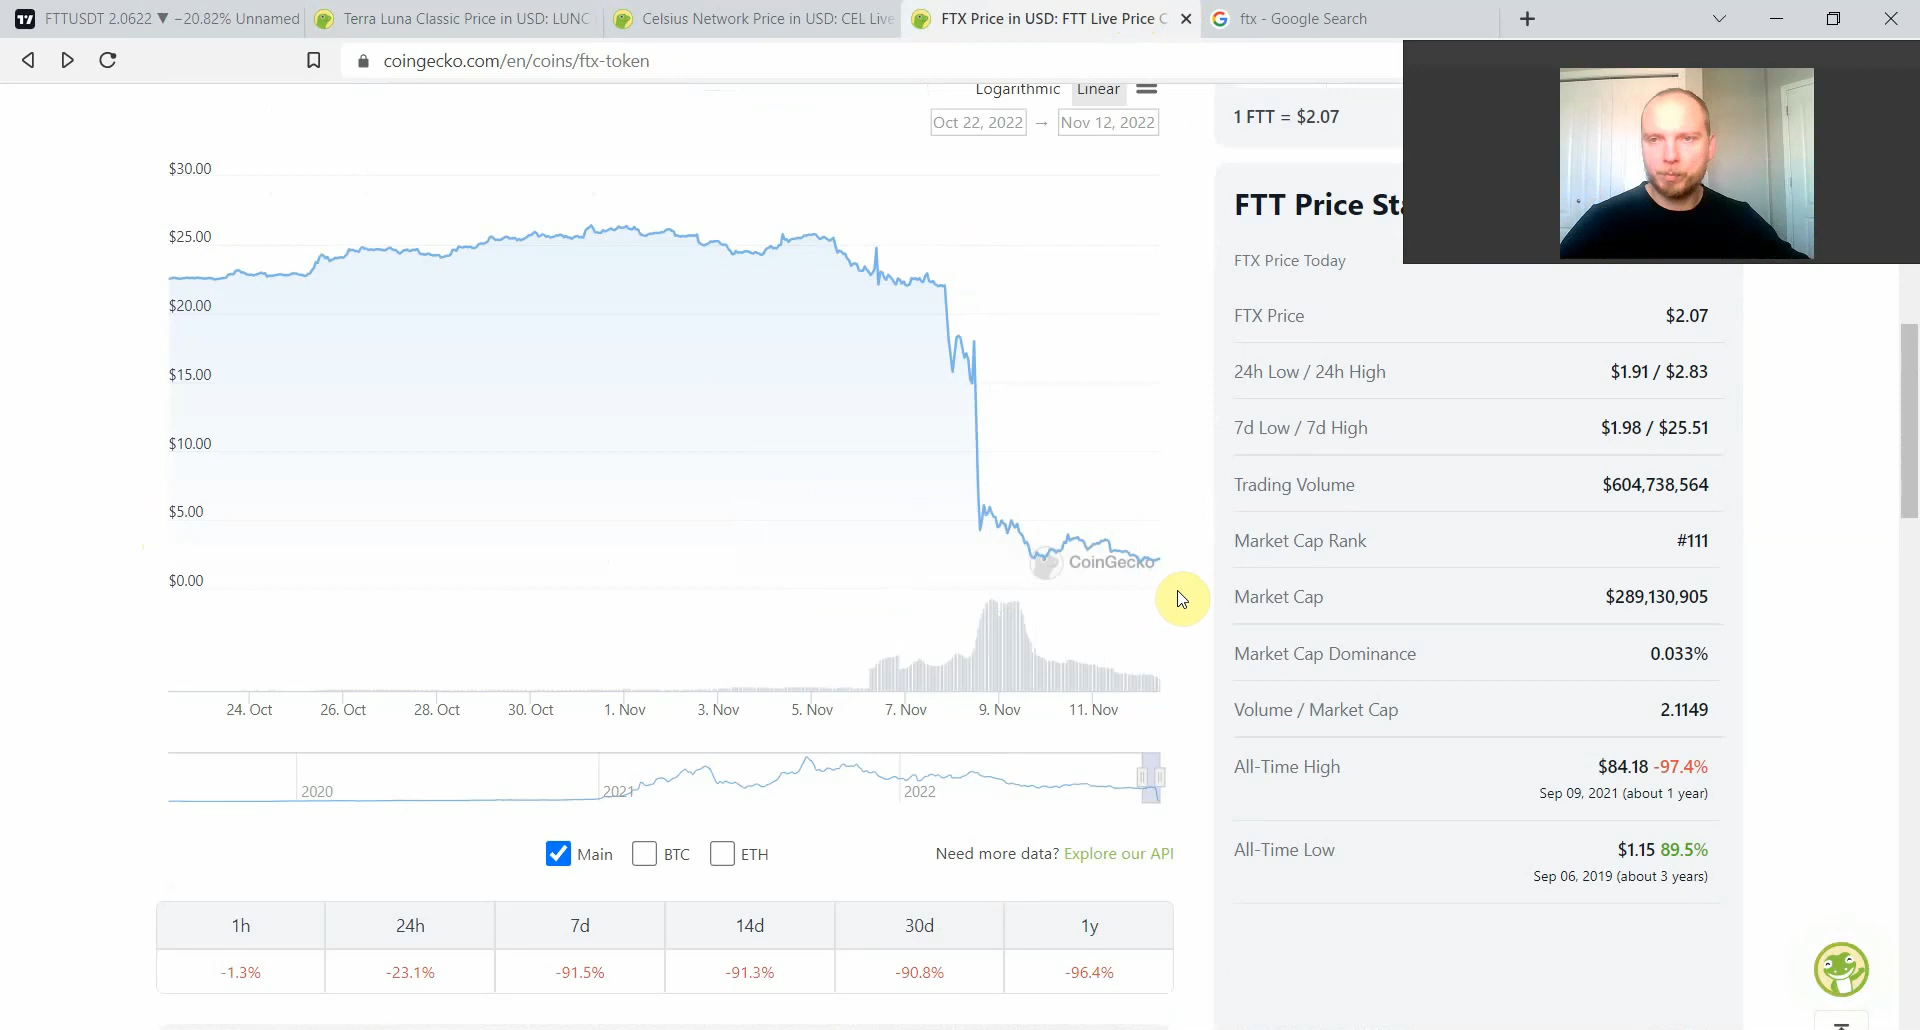 FTTUSDT 2.0622 ▼ −20.82% Unnamed
Terra Luna Classic Price in USD: LUNC
Celsius Network Price in USD: CEL Live
FTX Price in USD: FTT Live Price C
ftx - Google Search
coingecko.com/en/coins/ftx-token
Logarithmic Linear
Oct 22, 2022 → Nov 12, 2022
$30.00
$25.00
$20.00
$15.00
$10.00
$5.00
$0.00
CoinGecko
24. Oct 26. Oct 28. Oct 30. Oct 1. Nov 3. Nov 5. Nov 7. Nov 9. Nov 11. Nov
2020 2021 2022
Main BTC ETH
Need more data? Explore our API
1h 24h 7d 14d 30d 1y
-1.3% -23.1% -91.5% -91.3% -90.8% -96.4%
1 FTT = $2.07
FTT Price Sta
FTX Price Today
FTX Price $2.07
24h Low / 24h High $1.91 / $2.83
7d Low / 7d High $1.98 / $25.51
Trading Volume $604,738,564
Market Cap Rank #111
Market Cap $289,130,905
Market Cap Dominance 0.033%
Volume / Market Cap 2.1149
All-Time High $84.18 -97.4%
Sep 09, 2021 (about 1 year)
All-Time Low $1.15 89.5%
Sep 06, 2019 (about 3 years)